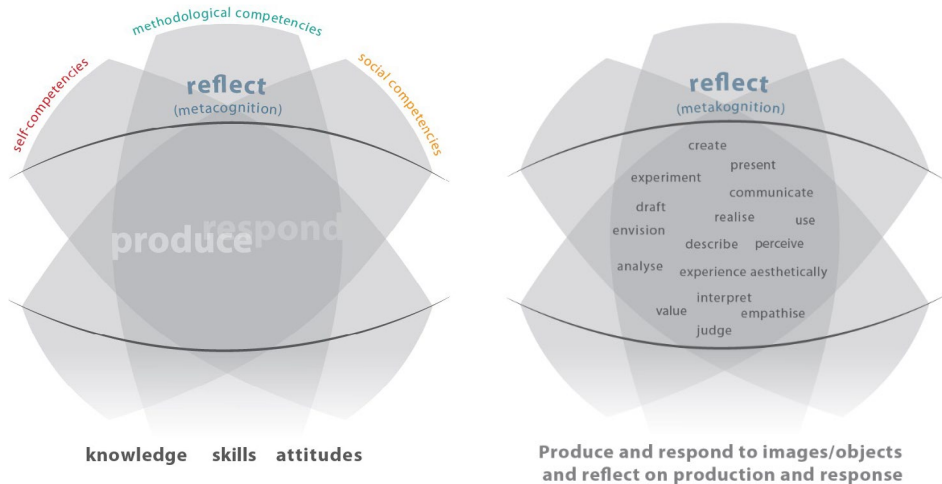 methodological competencies
self-competencies
social competencies
reflect
(metacognition)
produce
respond
knowledge skills attitudes
reflect
(metakognition)
create
present
experiment
communicate
draft
realise
use
envision
describe
perceive
analyse
experience aesthetically
interpret
value
empathise
judge
Produce and respond to images/objects
and reflect on production and response